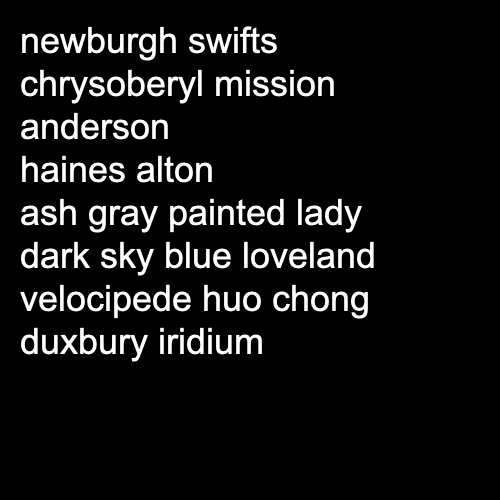 newburgh swifts
chrysoberyl mission
anderson
haines alton
ash gray painted lady
dark sky blue loveland
velocipede huo chong
duxbury iridium